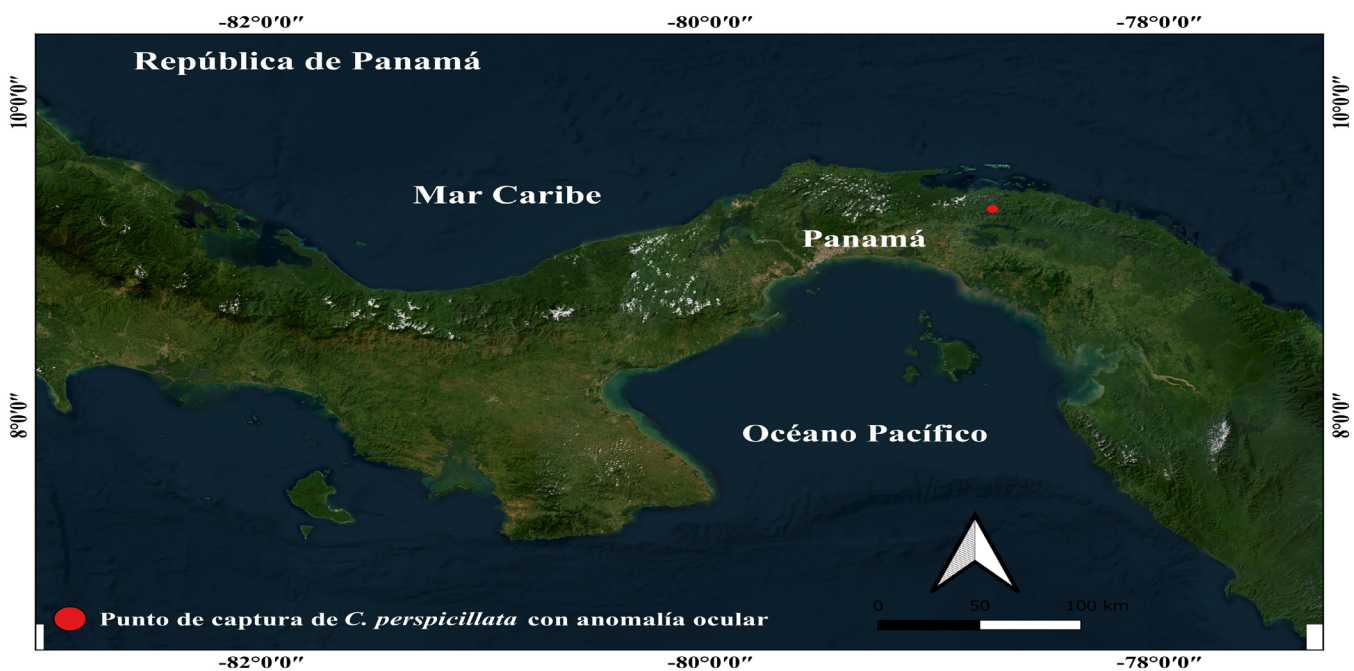 -82°0′0″ -80°0′0″ -78°0′0″
República de Panamá
10°0′0″ 10°0′0″
Mar Caribe
Panamá
8°0′0″ 8°0′0″
Océano Pacífico
0 50 100 km
Punto de captura de C. perspicillata con anomalía ocular
-82°0′0″ -80°0′0″ -78°0′0″